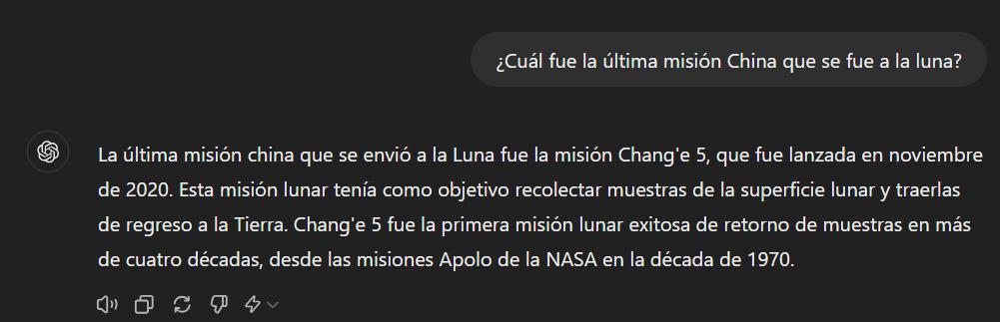 ¿Cuál fue la última misión China que se fue a la luna?
La última misión china que se envió a la Luna fue la misión Chang'e 5, que fue lanzada en noviembre
de 2020. Esta misión lunar tenía como objetivo recolectar muestras de la superficie lunar y traerlas
de regreso a la Tierra. Chang'e 5 fue la primera misión lunar exitosa de retorno de muestras en más
de cuatro décadas, desde las misiones Apolo de la NASA en la década de 1970.